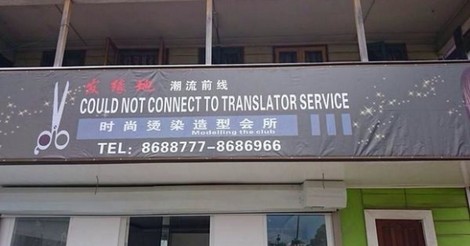 潮流前线
COULD NOT CONNECT TO TRANSLATOR SERVICE
时尚烫染造型会所
Modelling the club
TEL: 8688777-8686966